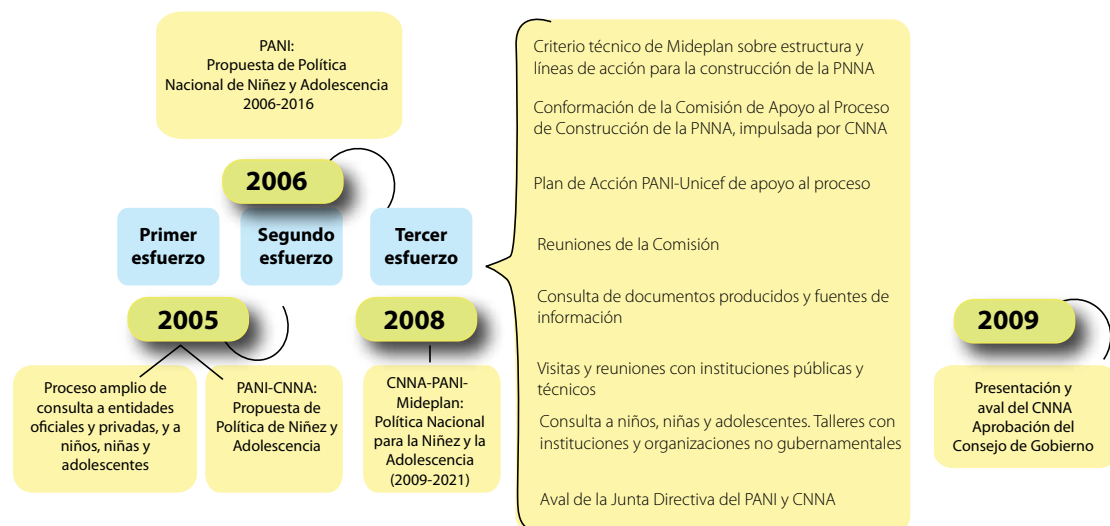 PANI:
Propuesta de Política
Nacional de Niñez y Adolescencia
2006-2016
2006
Primer
esfuerzo
Segundo
esfuerzo
Tercer
esfuerzo
2005
2008
Proceso amplio de
consulta a entidades
oficiales y privadas, y a
niños, niñas y
adolescentes
PANI-CNNA:
Propuesta de
Política de Niñez y
Adolescencia
CNNA-PANI-
Mideplan:
Política Nacional
para la Niñez y la
Adolescencia
(2009-2021)
Criterio técnico de Mideplan sobre estructura y
líneas de acción para la construcción de la PNNA
Conformación de la Comisión de Apoyo al Proceso
de Construcción de la PNNA, impulsada por CNNA
Plan de Acción PANI-Unicef de apoyo al proceso
Reuniones de la Comisión
Consulta de documentos producidos y fuentes de
información
Visitas y reuniones con instituciones públicas y
técnicos
Consulta a niños, niñas y adolescentes. Talleres con
instituciones y organizaciones no gubernamentales
Aval de la Junta Directiva del PANI y CNNA
2009
Presentación y
aval del CNNA
Aprobación del
Consejo de Gobierno